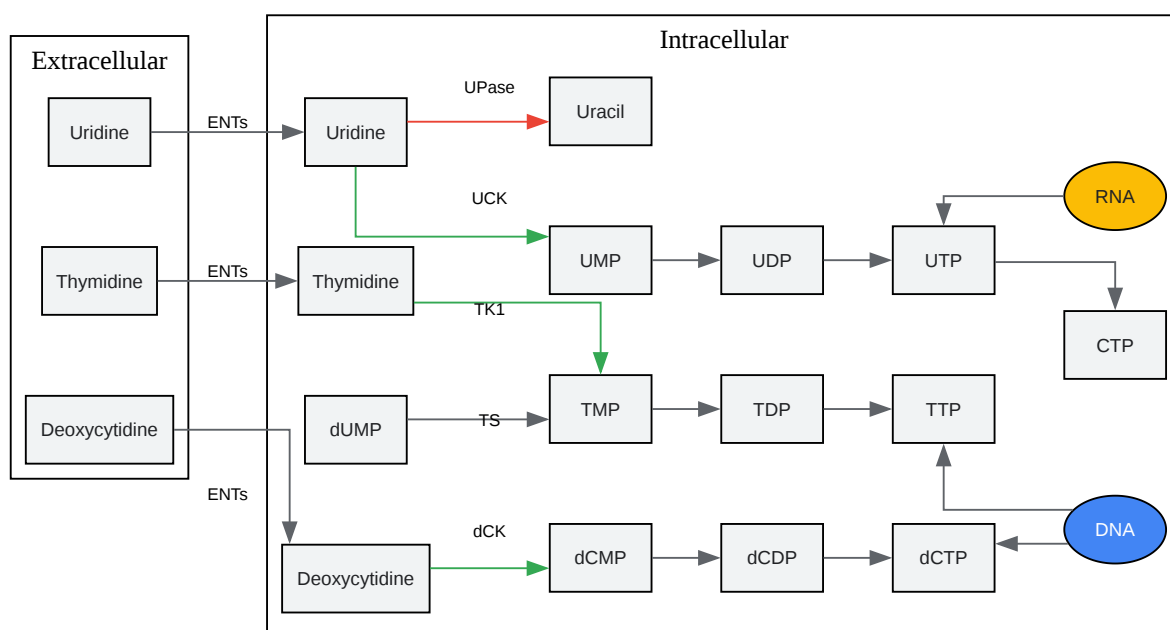 Intracellular
Extracellular
UPase
Uracil
Uridine
ENTs
Uridine
UCK
RNA
UMP
UDP
UTP
Thymidine
ENTs
Thymidine
TK1
CTP
Deoxycytidine
dUMP
TS
TMP
TDP
TTP
ENTs
dCK
DNA
Deoxycytidine
dCMP
dCDP
dCTP